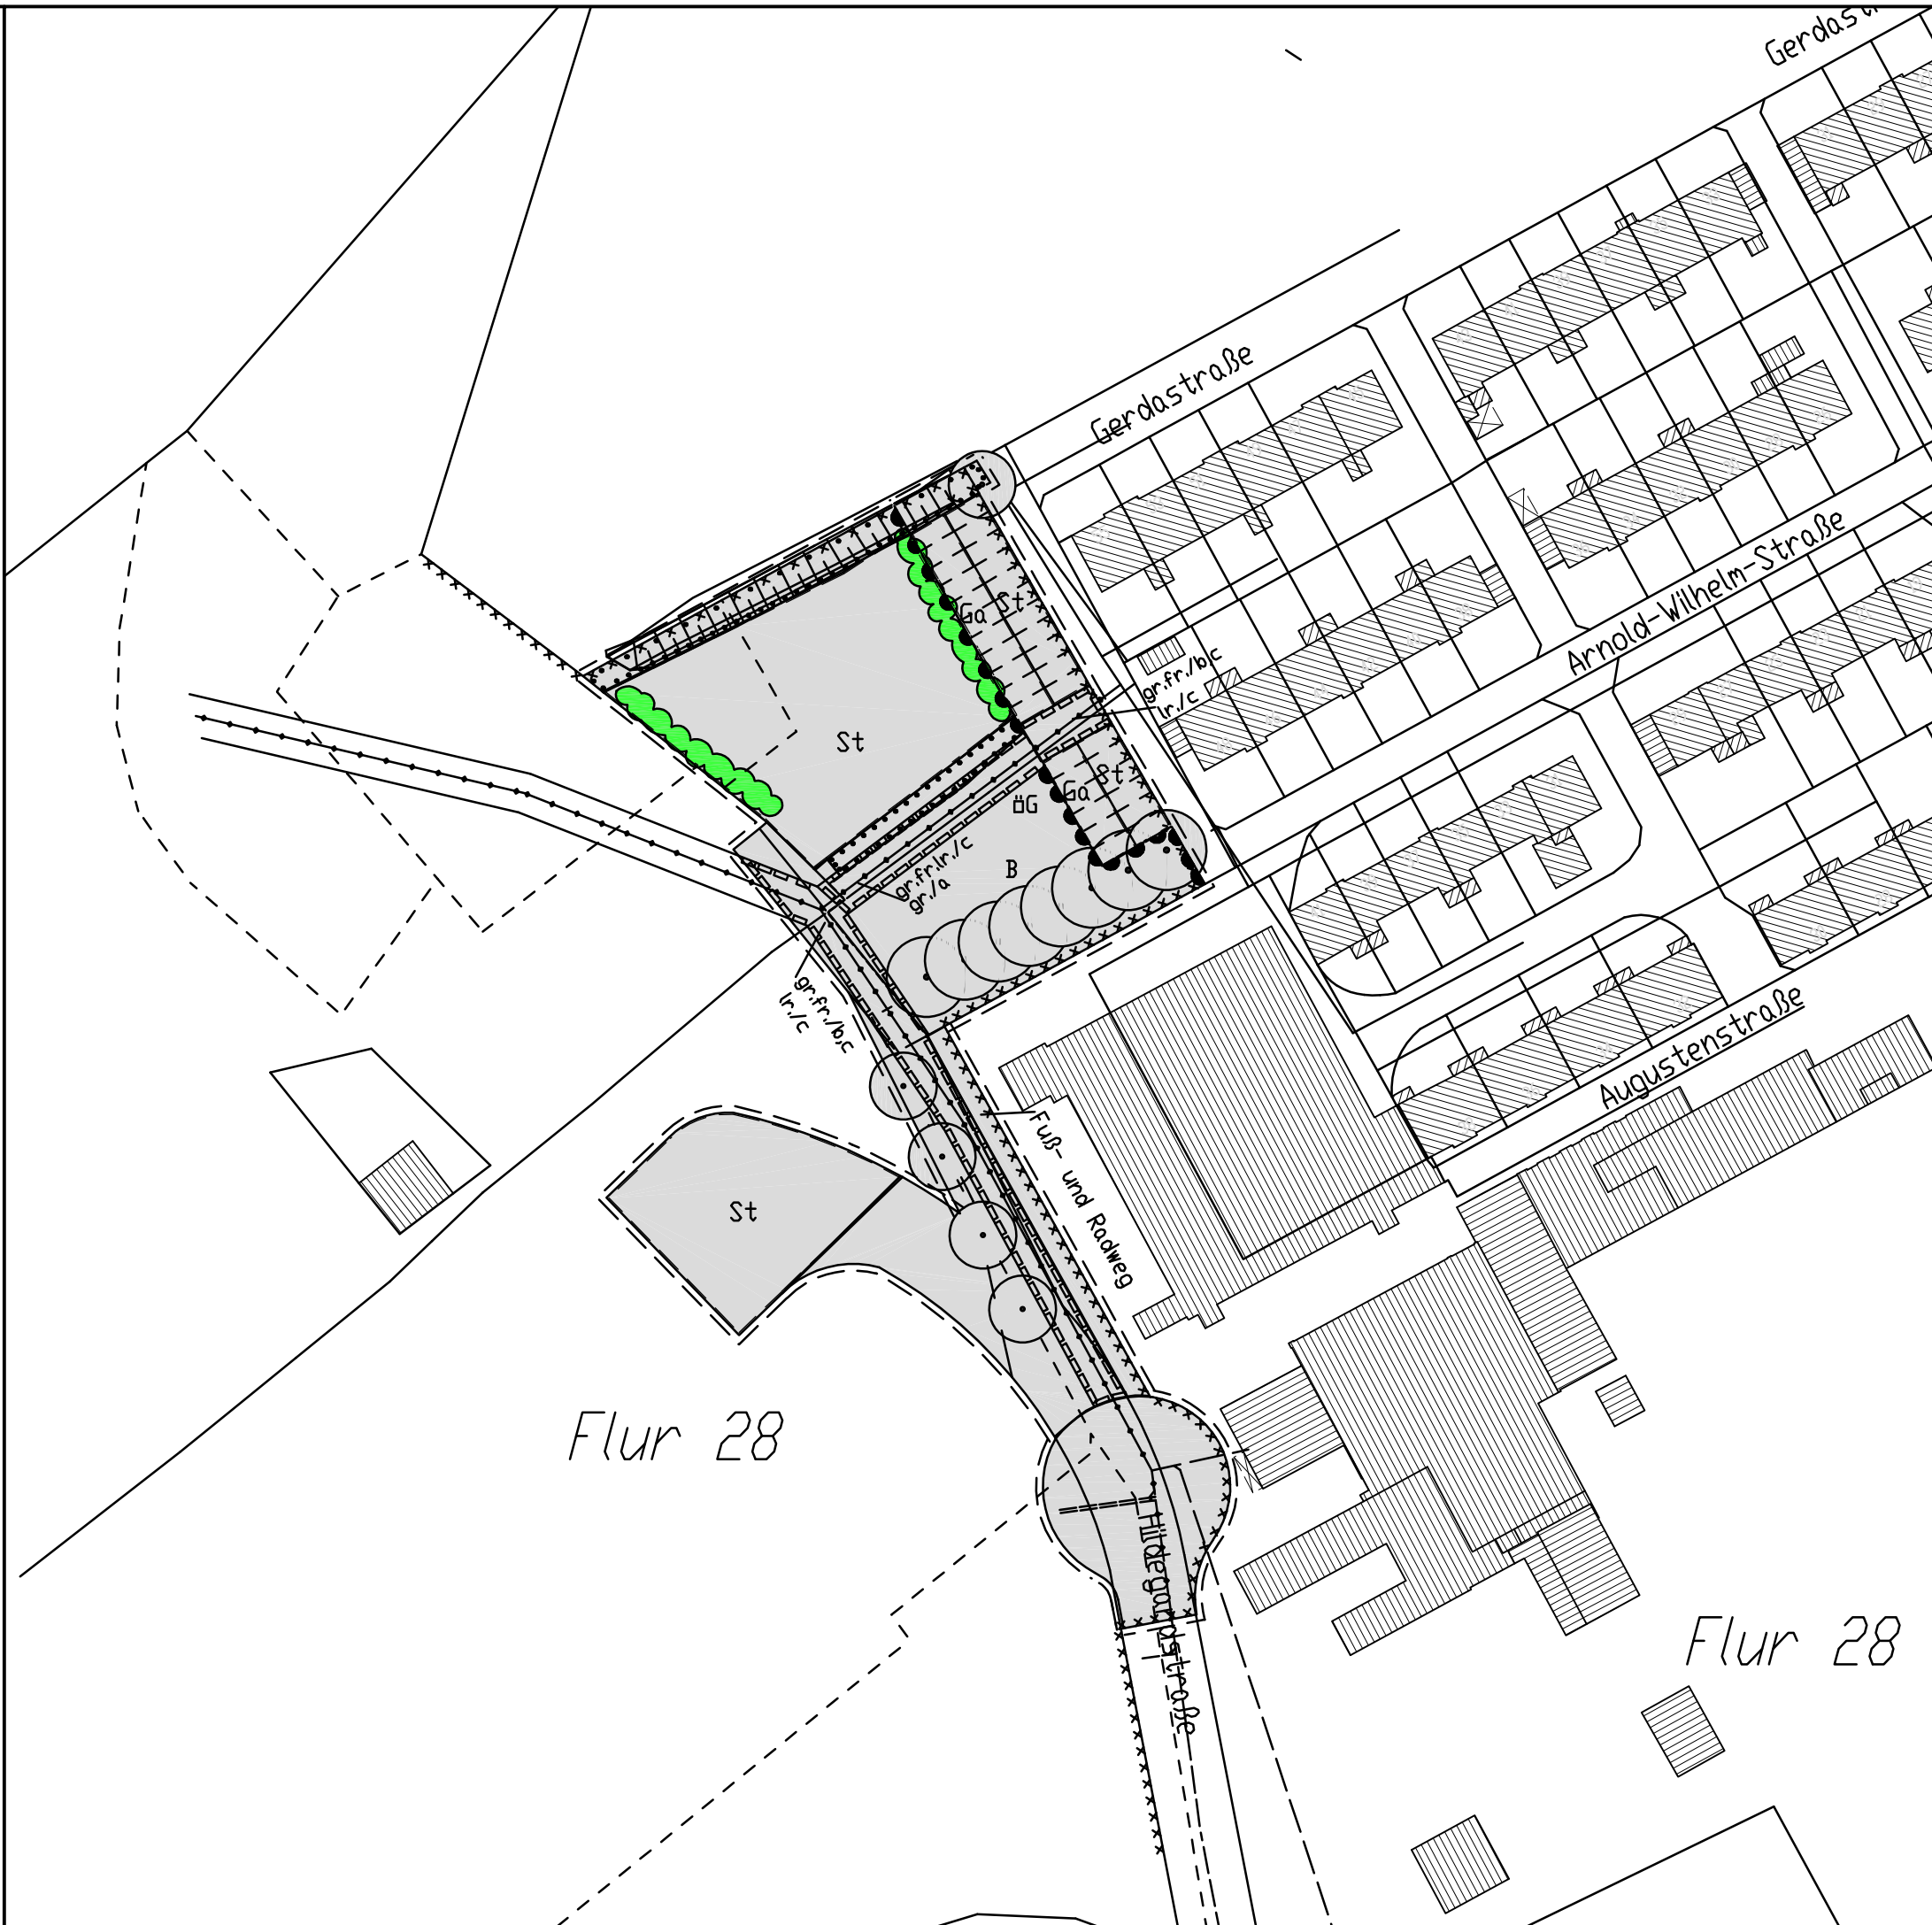 Gerdast
Gerdastraße
Arnold-Wilhelm-Straße
Ga St
gr.fr./b,c
lr./c
St
St
Ga
öG
B
gr.fr.lr./c
gr./a
gr.fr./b,c
lr./c
Augustenstraße
Fuß- und Radweg
St
Flur 28
Hildegardstraße
Flur 28